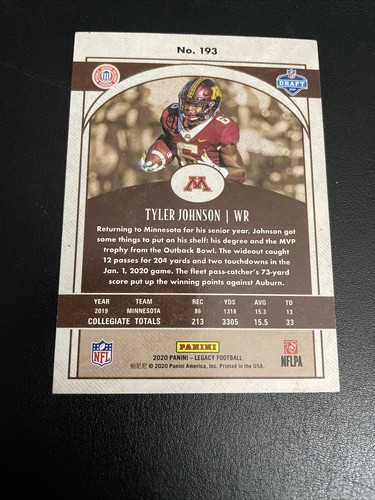 No. 193
NFL
DRAFT
6
M
TYLER JOHNSON | WR
Returning to Minnesota for his senior year, Johnson got
some things to put on his shelf: his degree and the MVP
trophy from the Outback Bowl. The wideout caught
12 passes for 204 yards and two touchdowns in the
Jan. 1, 2020 game. The fleet pass-catcher's 73-yard
score put up the winning points against Auburn.
YEAR TEAM REC YDS AVG TD
2019 MINNESOTA 86 1318 15.3 13
COLLEGIATE TOTALS 213 3305 15.5 33
NFL
PANINI
NFLPA
2020 PANINI - LEGACY FOOTBALL
© 2020 Panini America, Inc. Printed in the USA.